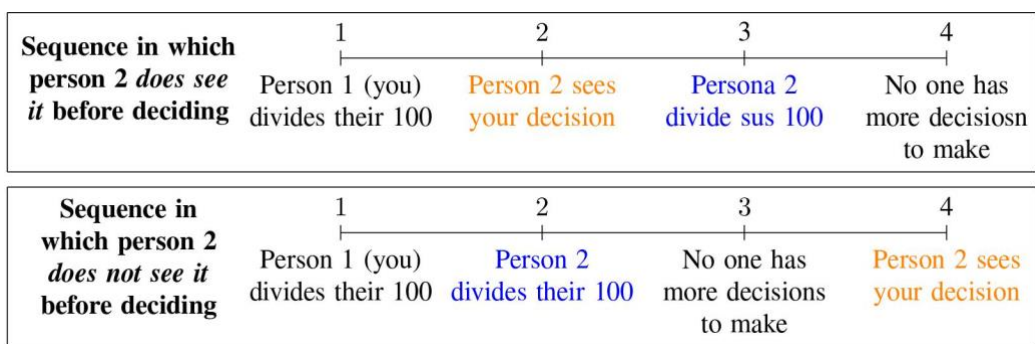 Sequence in which
person 2 does see
it before deciding
1
Person 1 (you)
divides their 100
2
Person 2 sees
your decision
3
Persona 2
divide sus 100
4
No one has
more decisiosn
to make
Sequence in
which person 2
does not see it
before deciding
1
Person 1 (you)
divides their 100
2
Person 2
divides their 100
3
No one has
more decisions
to make
4
Person 2 sees
your decision